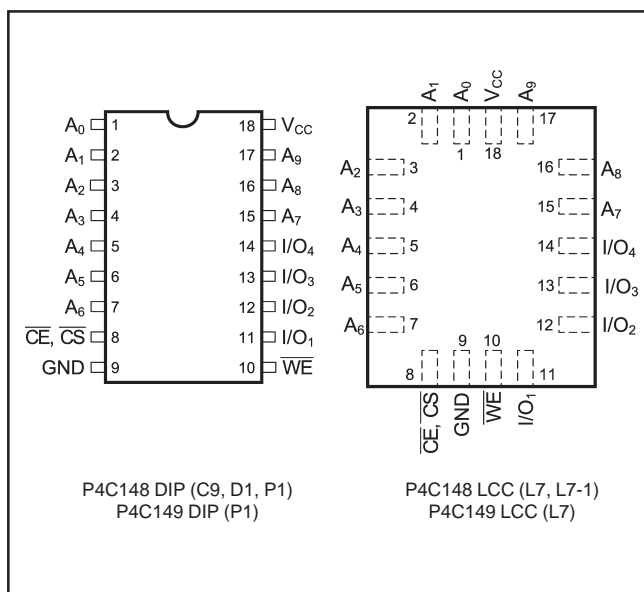 A0 1 18 VCC
A1 2 17 A9
A2 3 16 A8
A3 4 15 A7
A4 5 14 I/O4
A5 6 13 I/O3
A6 7 12 I/O2
CE, CS 8 11 I/O1
GND 9 10 WE
P4C148 DIP (C9, D1, P1)
P4C149 DIP (P1)
A1 A0 VCC A9
2 1 18 17
A2 3 16 A8
A3 4 15 A7
A4 5 14 I/O4
A5 6 13 I/O3
A6 7 12 I/O2
8 9 10 11
CE, CS GND WE I/O1
P4C148 LCC (L7, L7-1)
P4C149 LCC (L7)